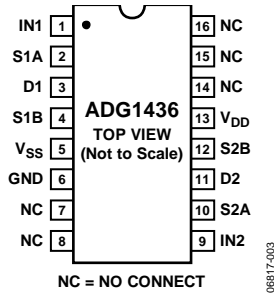 IN1 1 16 NC
S1A 2 15 NC
D1 3 14 NC
S1B 4 ADG1436 13 VDD
VSS 5 TOP VIEW 12 S2B
GND 6 (Not to Scale) 11 D2
NC 7 10 S2A
NC 8 9 IN2
NC = NO CONNECT
06817-003